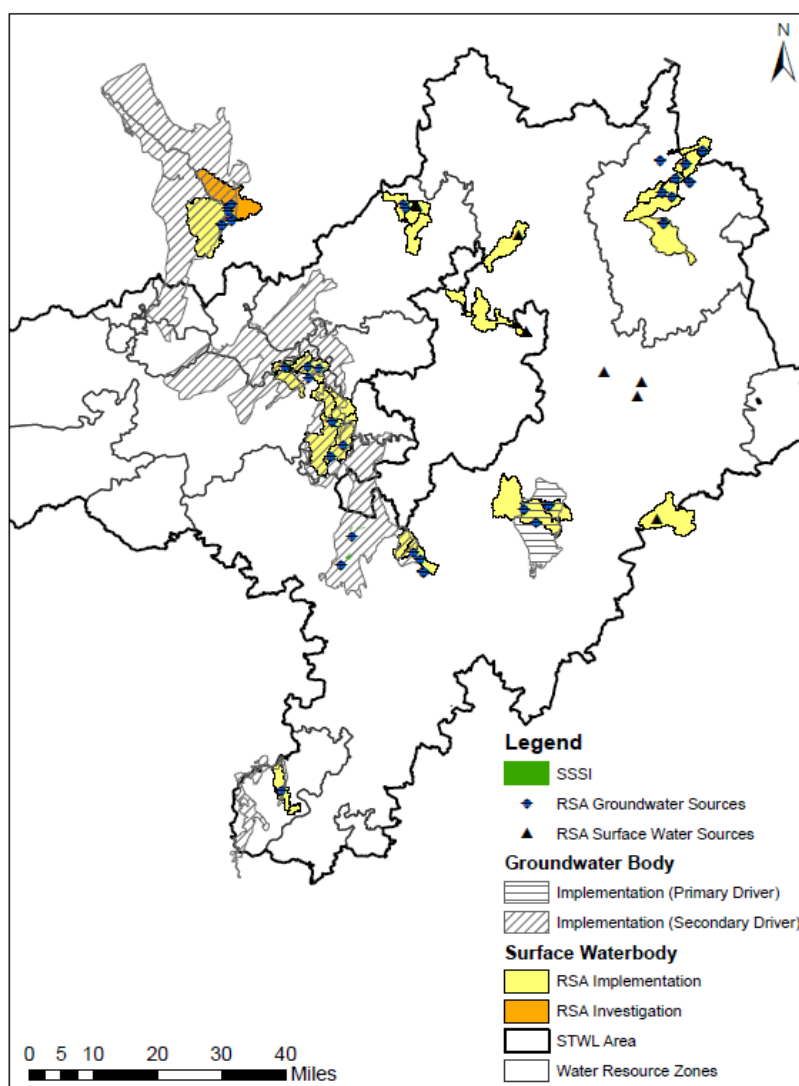 N
Legend
SSSI
RSA Groundwater Sources
RSA Surface Water Sources
Groundwater Body
Implementation (Primary Driver)
Implementation (Secondary Driver)
Surface Waterbody
RSA Implementation
RSA Investigation
STWL Area
Water Resource Zones
0 5 10 20 30 40
Miles